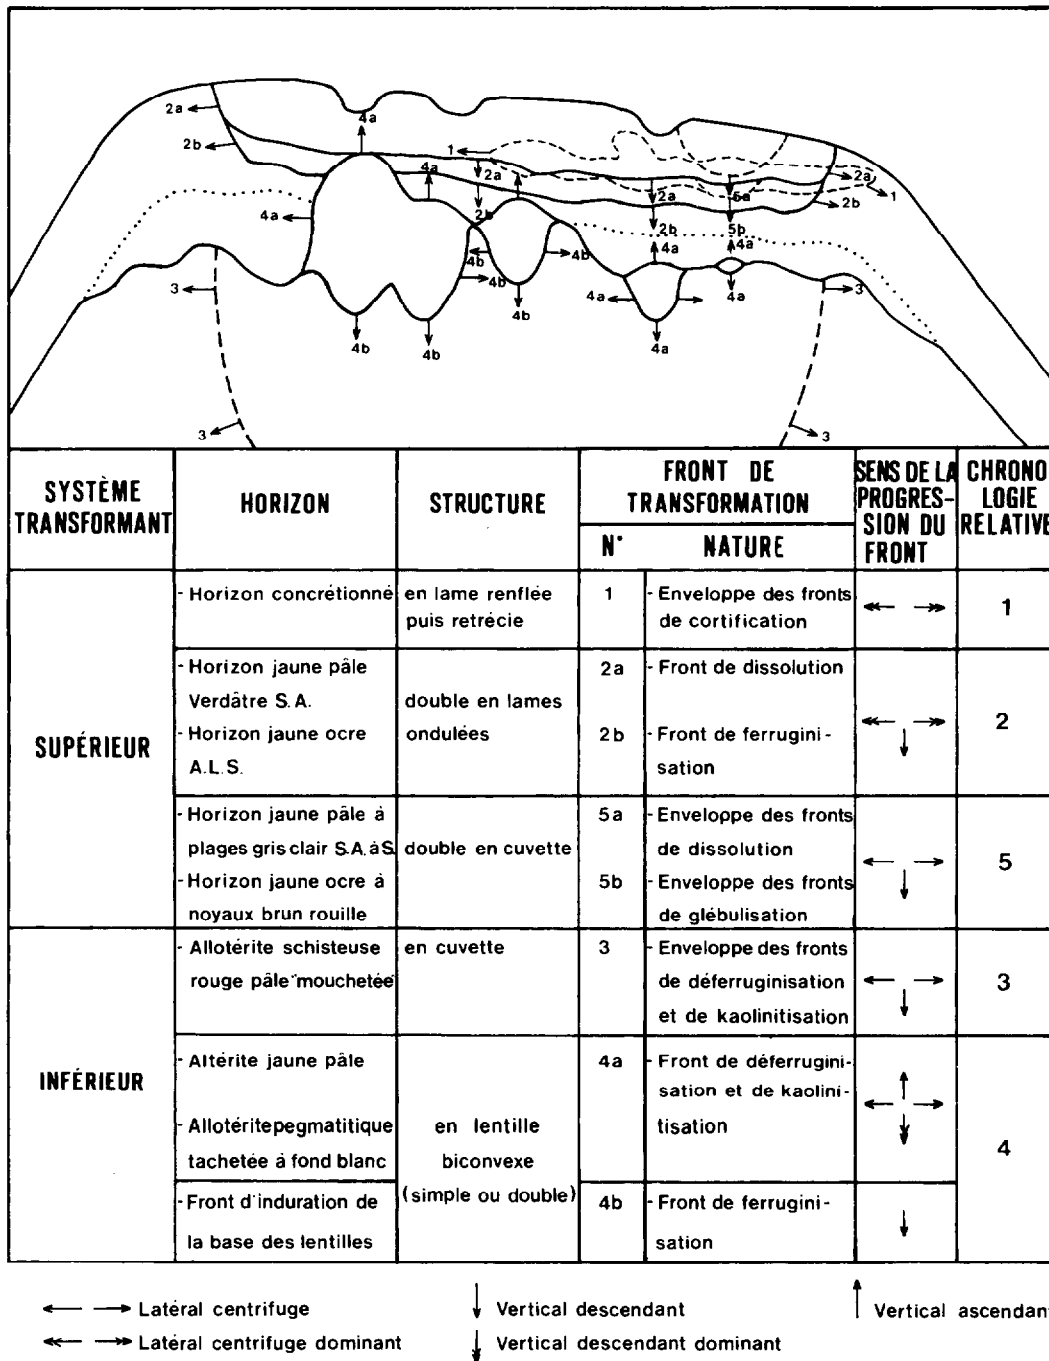 4a
2a
2b
1
4a
2a
5a
2a
2a
1
2b
2b
2b
5b
4a
4a
4a
4b
4b
4b
3
4a
4a
3
4b
4b
4b
4a
3
3
SYSTÈME TRANSFORMANT
HORIZON
STRUCTURE
FRONT DE TRANSFORMATION
N°
NATURE
SENS DE LA PROGRES-SION DU FRONT
CHRONO LOGIE RELATIVE
SUPÉRIEUR
- Horizon concrétionné
en lame renflée
puis retrécie
1
- Enveloppe des fronts
de cortification
1
- Horizon jaune pâle
Verdâtre S.A.
- Horizon jaune ocre
A.L.S.
double en lames
ondulées
2a
- Front de dissolution
2b
- Front de ferrugini-
sation
2
- Horizon jaune pâle à
plages gris clair S.A. à S.
- Horizon jaune ocre à
noyaux brun rouille
double en cuvette
5a
- Enveloppe des fronts
de dissolution
5b
- Enveloppe des fronts
de glébulisation
5
INFÉRIEUR
- Allotérite schisteuse
rouge pâle "mouchetée"
en cuvette
3
- Enveloppe des fronts
de déferruginisation
et de kaolinitisation
3
- Altérite jaune pâle
- Allotérite pegmatitique
tachetée à fond blanc
en lentille
biconvexe
(simple ou double)
4a
- Front de déferrugini-
sation et de kaolini-
tisation
4
- Front d'induration de
la base des lentilles
4b
- Front de ferrugini-
sation
Latéral centrifuge
Vertical descendant
Vertical ascendant
Latéral centrifuge dominant
Vertical descendant dominant